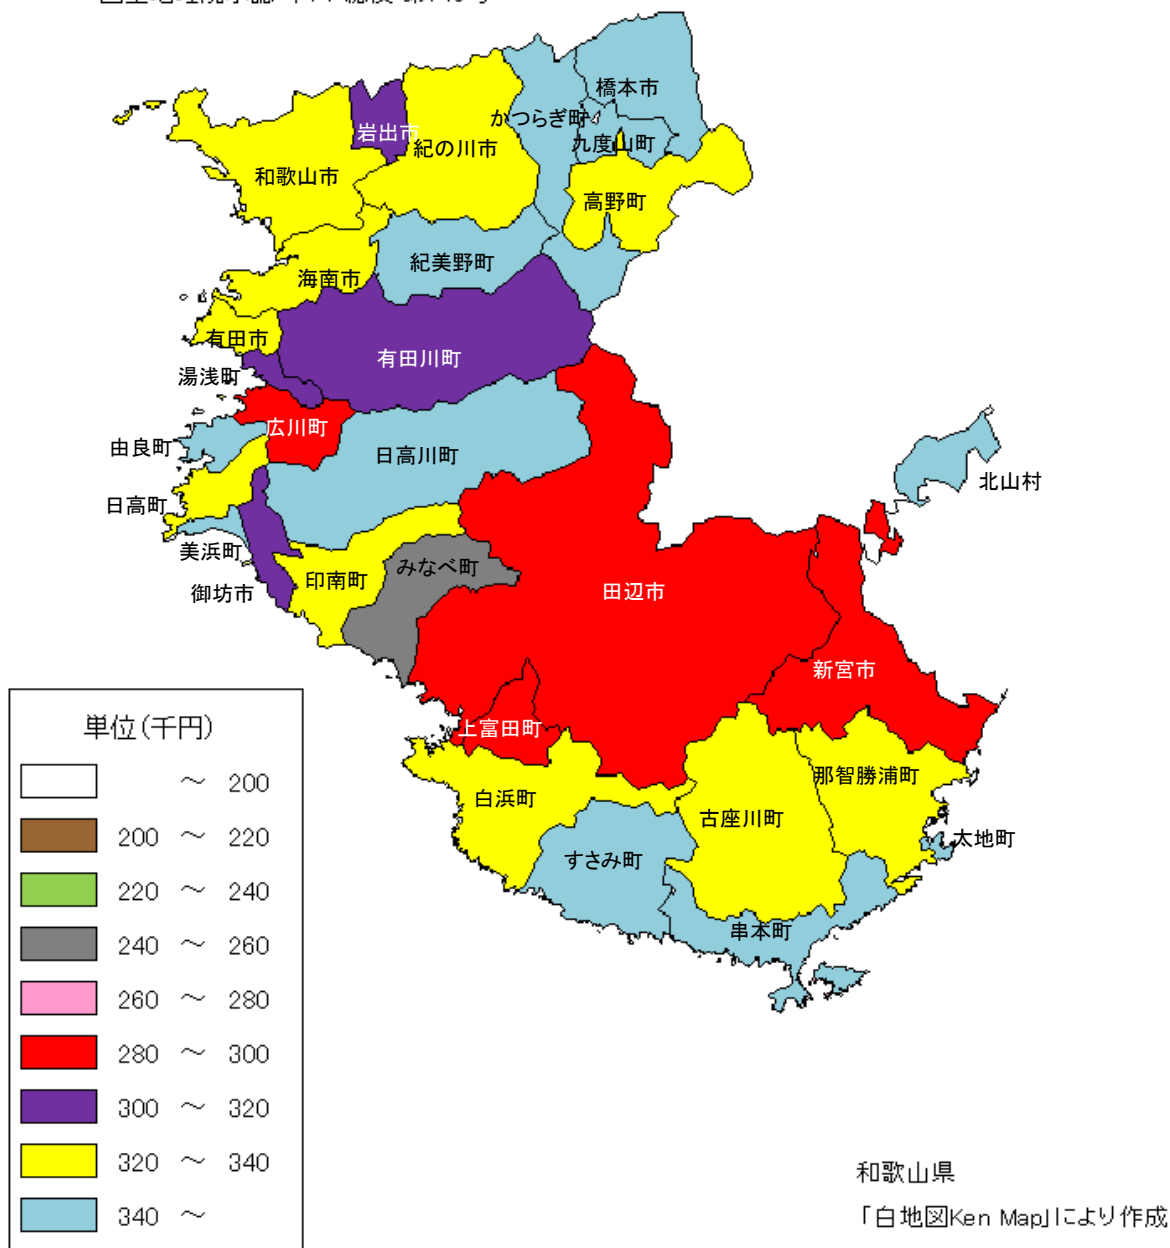 橋本市
かつらぎ町
岩出市
九度山町
紀の川市
和歌山市
高野町
紀美野町
海南市
有田市
有田川町
湯浅町
広川町
由良町
日高川町
北山村
日高町
美浜町
みなべ町
印南町
御坊市
田辺市
新宮市
上富田町
那智勝浦町
白浜町
古座川町
太地町
すさみ町
串本町
単位(千円)
～ 200
200 ～ 220
220 ～ 240
240 ～ 260
260 ～ 280
280 ～ 300
300 ～ 320
320 ～ 340
340 ～
和歌山県
「白地図Ken Map」により作成